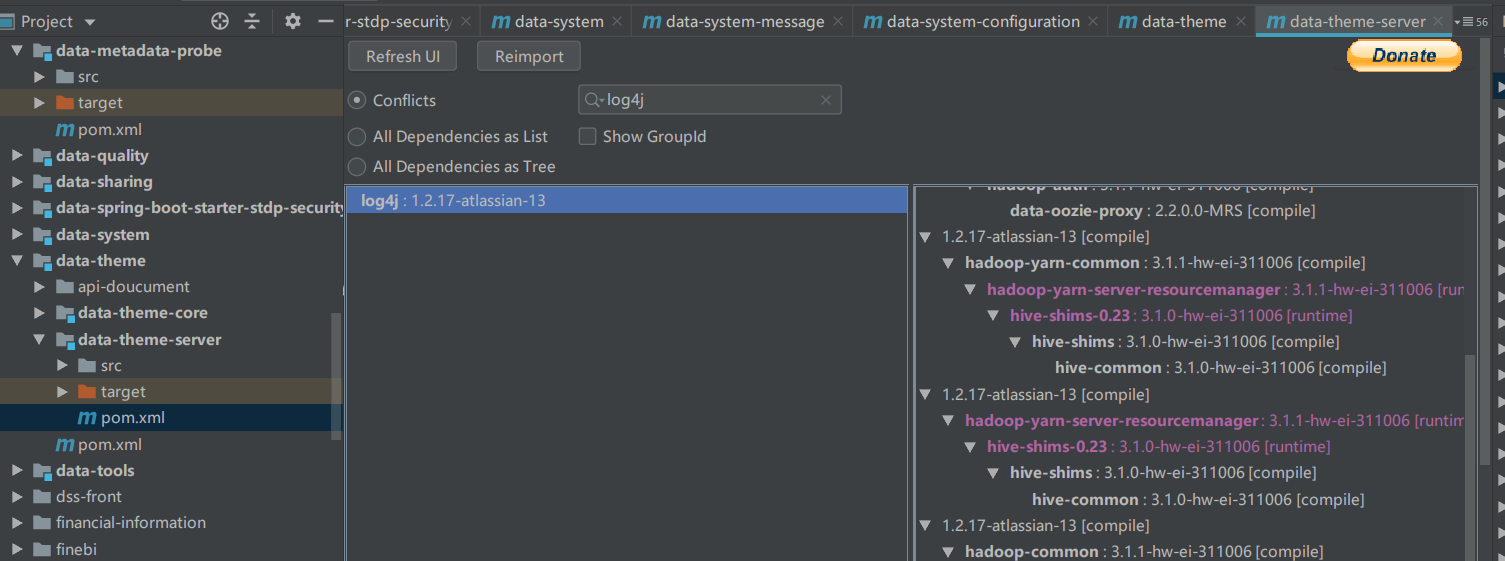 Project
data-metadata-probe
src
target
pom.xml
data-quality
data-sharing
data-spring-boot-starter-stdp-security
data-system
data-theme
api-doucument
data-theme-core
data-theme-server
src
target
pom.xml
pom.xml
data-tools
dss-front
financial-information
finebi
r-stdp-security
data-system
data-system-message
data-system-configuration
data-theme
data-theme-server
56
Refresh UI
Reimport
Donate
Conflicts
log4j
All Dependencies as List
Show GroupId
All Dependencies as Tree
log4j : 1.2.17-atlassian-13
hadoop-auth : 3.1.1-hw-ei-311006 [compile]
data-oozie-proxy : 2.2.0.0-MRS [compile]
1.2.17-atlassian-13 [compile]
hadoop-yarn-common : 3.1.1-hw-ei-311006 [compile]
hadoop-yarn-server-resourcemanager : 3.1.1-hw-ei-311006 [run
hive-shims-0.23 : 3.1.0-hw-ei-311006 [runtime]
hive-shims : 3.1.0-hw-ei-311006 [compile]
hive-common : 3.1.0-hw-ei-311006 [compile]
1.2.17-atlassian-13 [compile]
hadoop-yarn-server-resourcemanager : 3.1.1-hw-ei-311006 [runtim
hive-shims-0.23 : 3.1.0-hw-ei-311006 [runtime]
hive-shims : 3.1.0-hw-ei-311006 [compile]
hive-common : 3.1.0-hw-ei-311006 [compile]
1.2.17-atlassian-13 [compile]
hadoop-common : 3.1.1-hw-ei-311006 [compile]